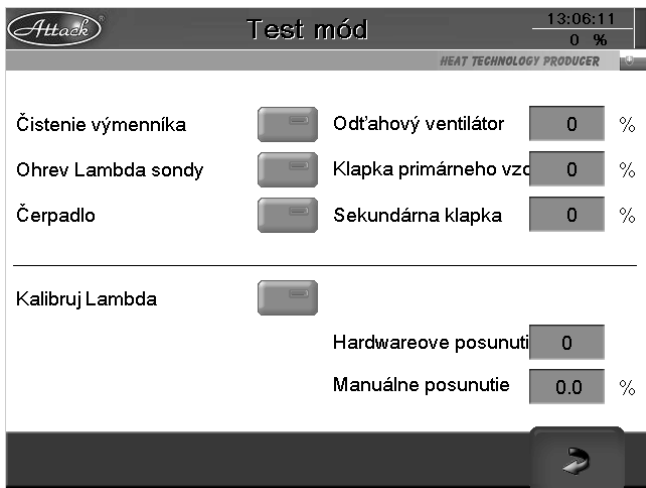 Attack
Test mód
13:06:11
0 %
HEAT TECHNOLOGY PRODUCER
Čistenie výmenníka
Odťahový ventilátor 0 %
Ohrev Lambda sondy
Klapka primárneho vzd 0 %
Čerpadlo
Sekundárna klapka 0 %
Kalibruj Lambda
Hardwareove posunuti 0
Manuálne posunutie 0.0 %